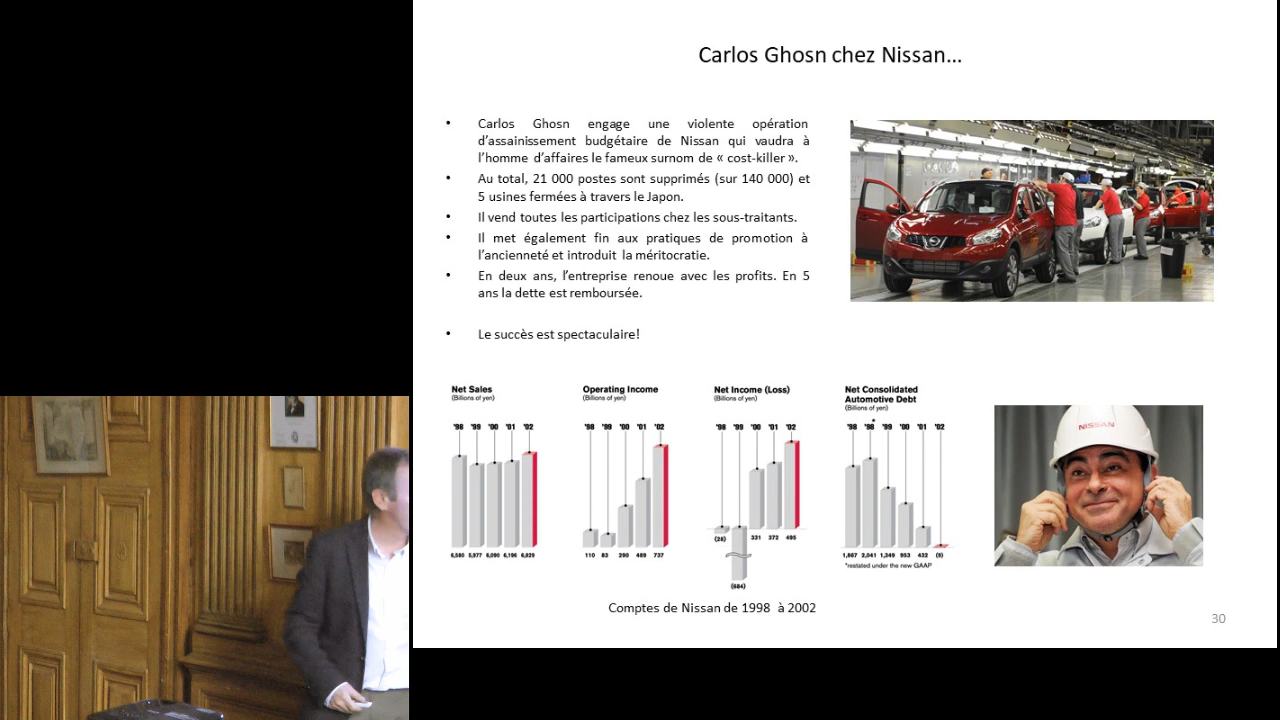 Carlos Ghosn chez Nissan...
• Carlos Ghosn engage une violente opération
d'assainissement budgétaire de Nissan qui vaudra à
l'homme d'affaires le fameux surnom de « cost-killer ».
• Au total, 21 000 postes sont supprimés (sur 140 000) et
5 usines fermées à travers le Japon.
• Il vend toutes les participations chez les sous-traitants.
• Il met également fin aux pratiques de promotion à
l'ancienneté et introduit la méritocratie.
• En deux ans, l'entreprise renoue avec les profits. En 5
ans la dette est remboursée.
• Le succès est spectaculaire!
Net Sales
(Billions of yen)
'98 '99 '00 '01 '02
6,580 5,977 6,090 6,196 6,829
Operating Income
(Billions of yen)
'98 '99 '00 '01 '02
110 83 290 489 737
Net Income (Loss)
(Billions of yen)
'98 '99 '00 '01 '02
(28) 331 372 495
(684)
Net Consolidated
Automotive Debt
(Billions of yen)
*
'98 '98 '99 '00 '01 '02
1,867 2,041 1,349 953 432 (9)
*restated under the new GAAP
NISSAN
Comptes de Nissan de 1998 à 2002
30